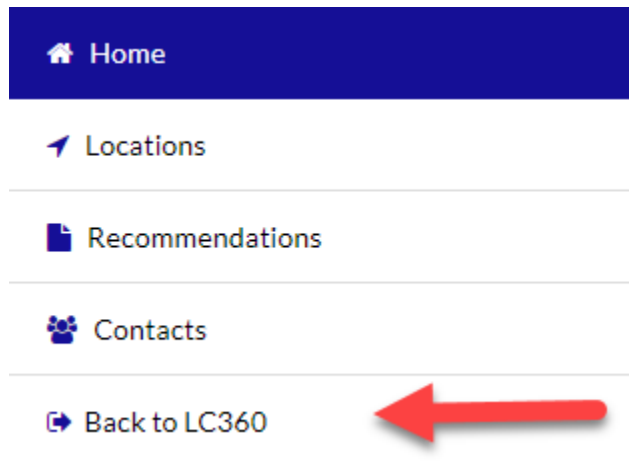 Home
Locations
Recommendations
Contacts
Back to LC360